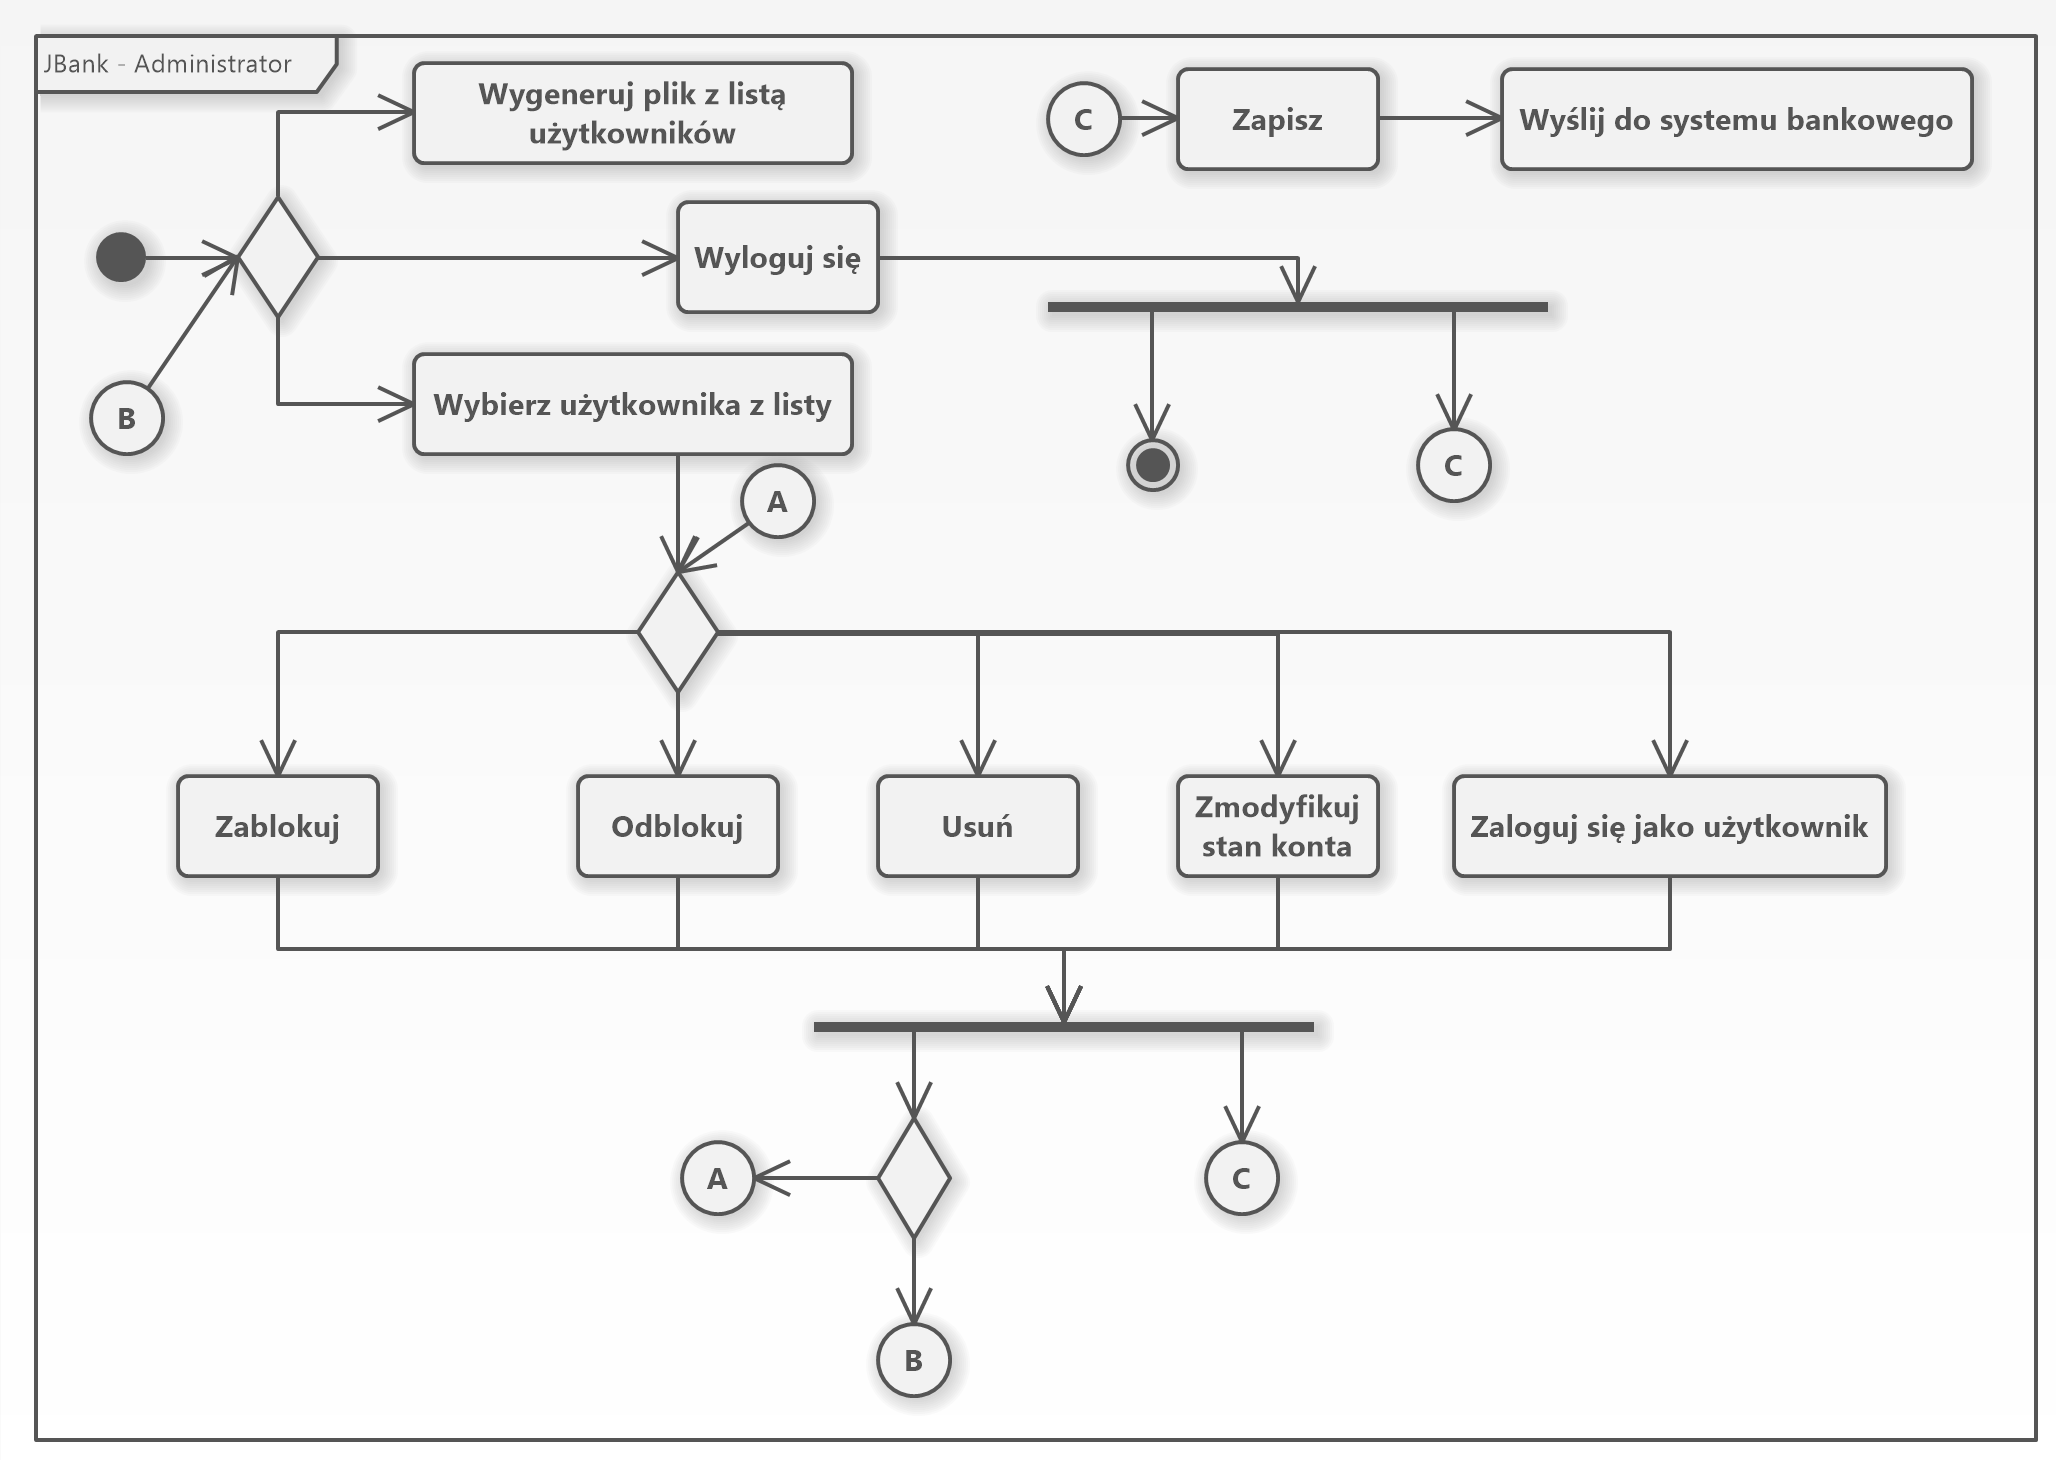 JBank - Administrator
Wygeneruj plik z listą
użytkowników
C
Zapisz
Wyślij do systemu bankowego
Wyloguj się
B
Wybierz użytkownika z listy
A
C
Zablokuj
Odblokuj
Usuń
Zmodyfikuj
stan konta
Zaloguj się jako użytkownik
A
C
B